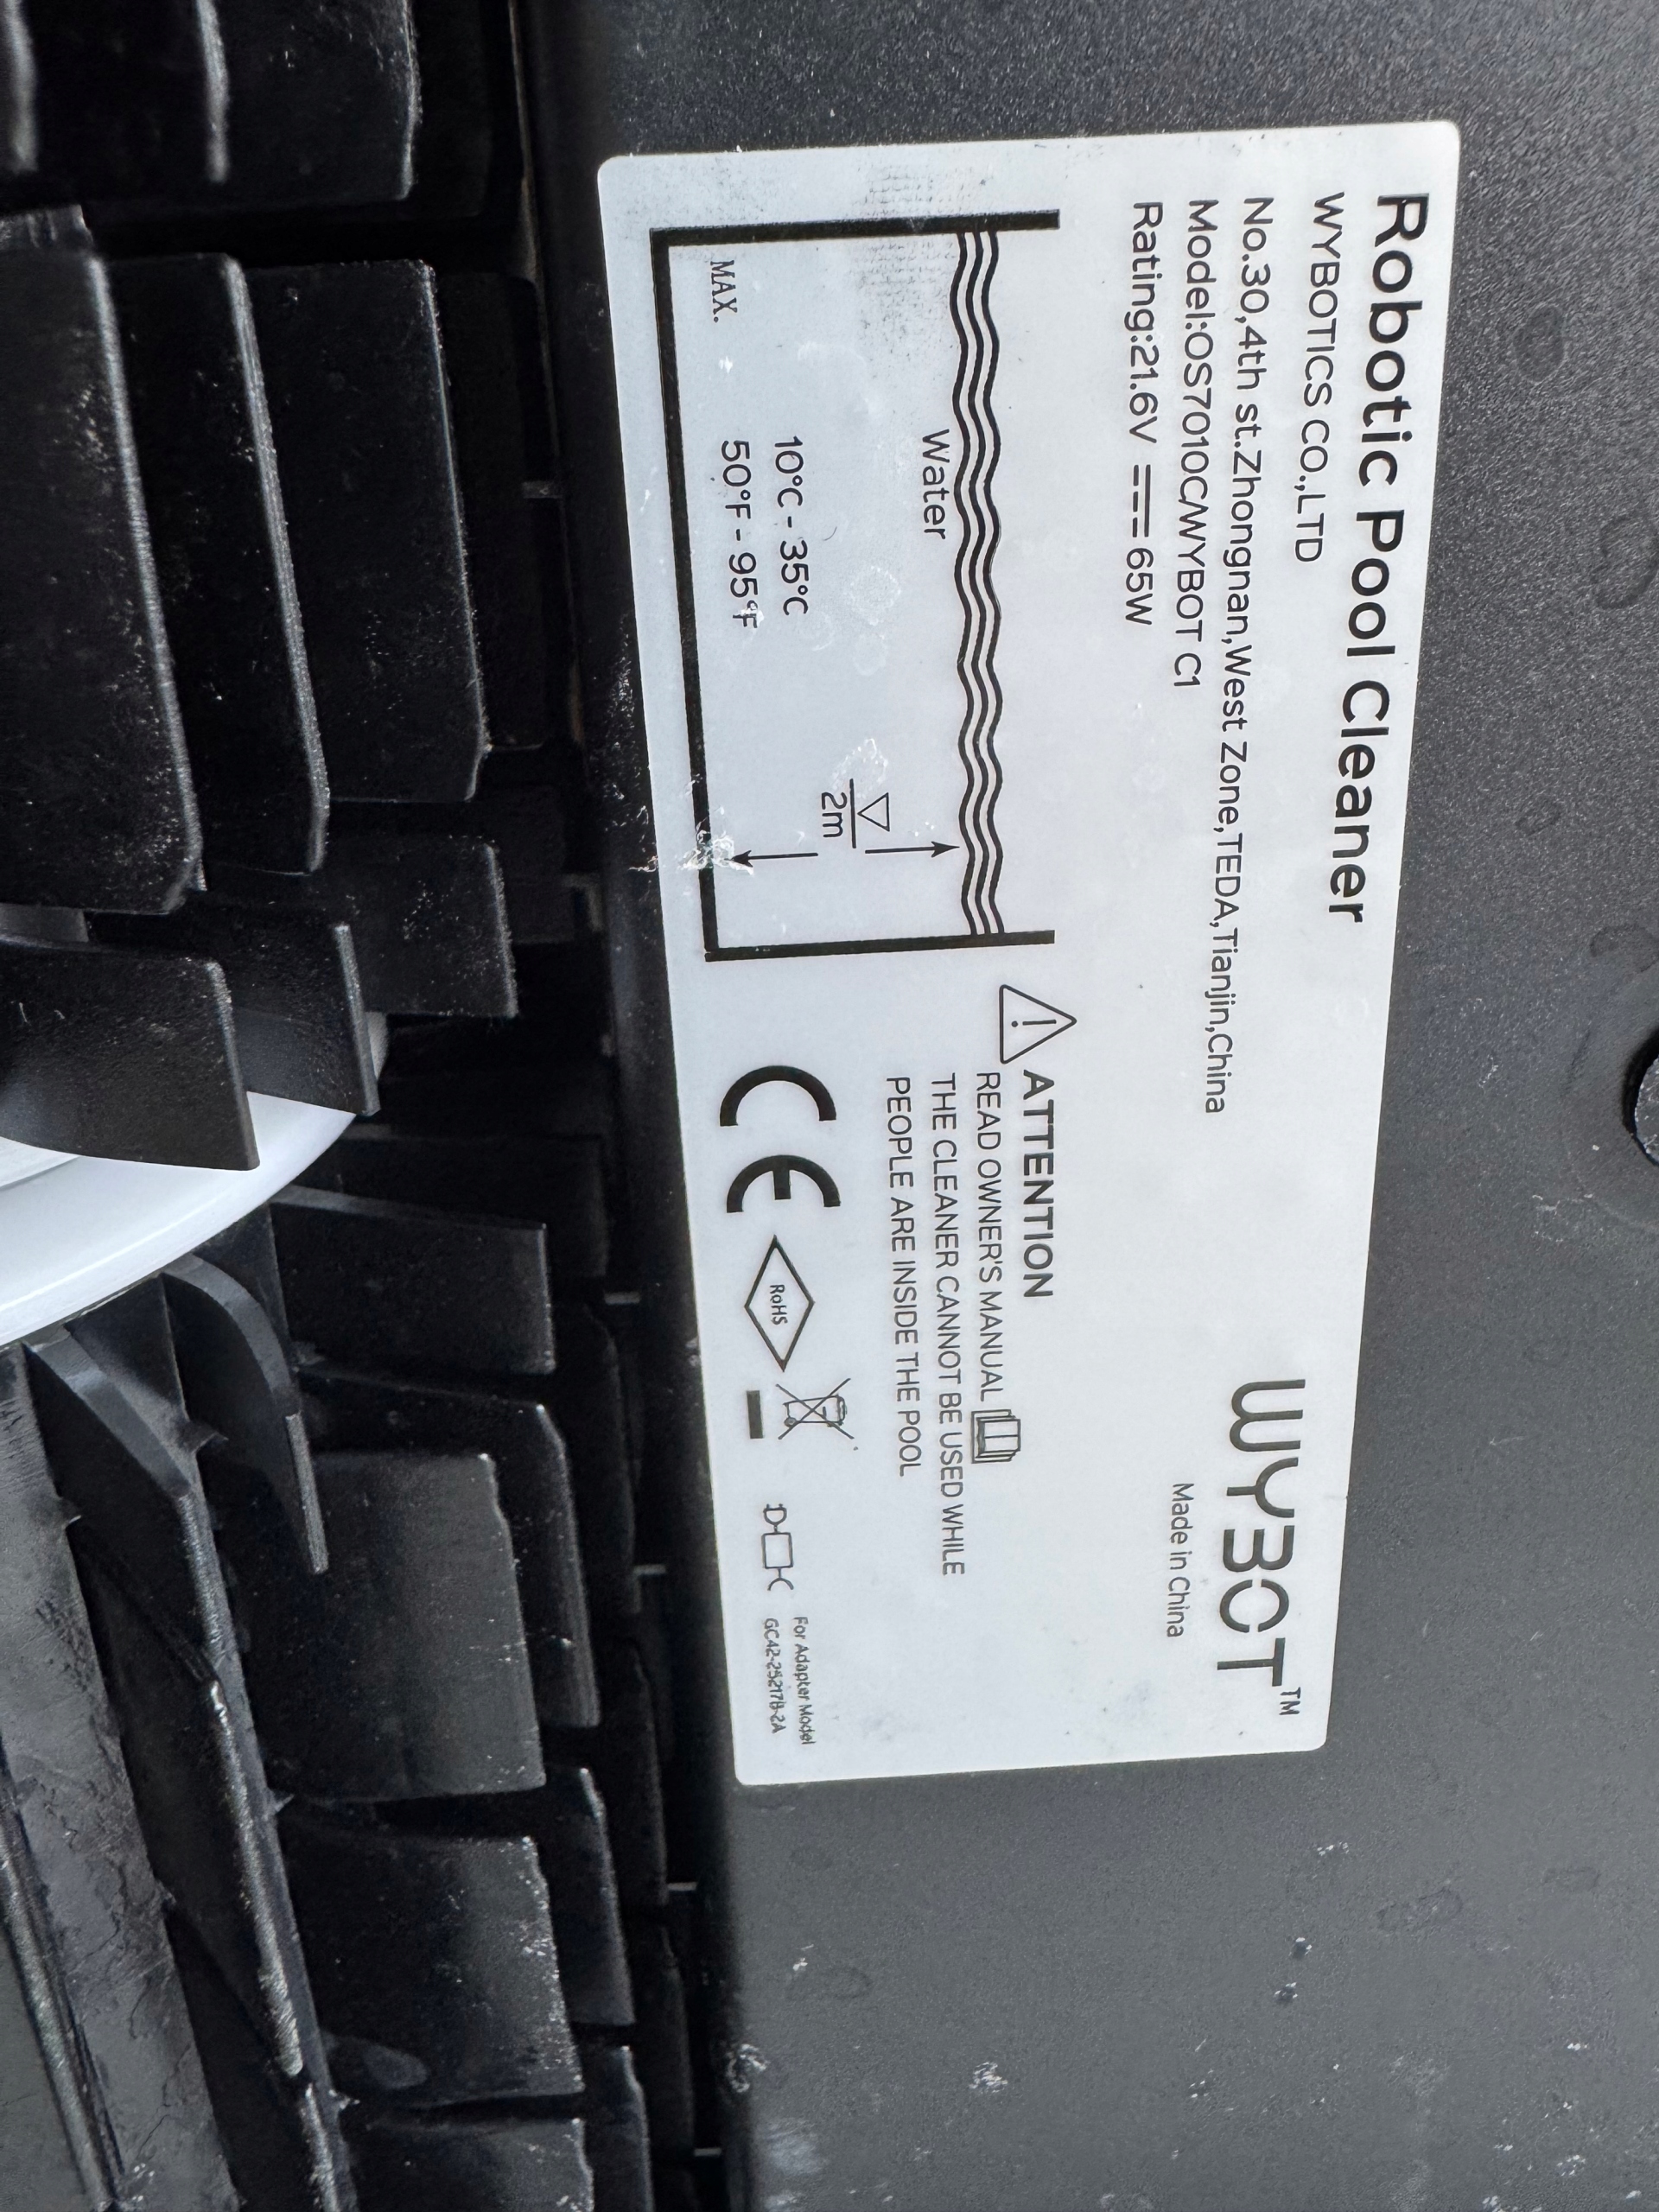 Robotic Pool Cleaner
WYBOTICS CO.,LTD
No.30,4th st.Zhongnan,West Zone,TEDA,Tianjin,China
Model:OS7010C/WYBOT C1
Rating:21.6V ⎓ 65W
WYBOT™
Made in China
Water
10°C - 35°C
MAX. 50°F - 95°F
2m
ATTENTION
READ OWNER'S MANUAL
THE CLEANER CANNOT BE USED WHILE
PEOPLE ARE INSIDE THE POOL
CE RoHS
For Adapter Model
GC42-252178-2A